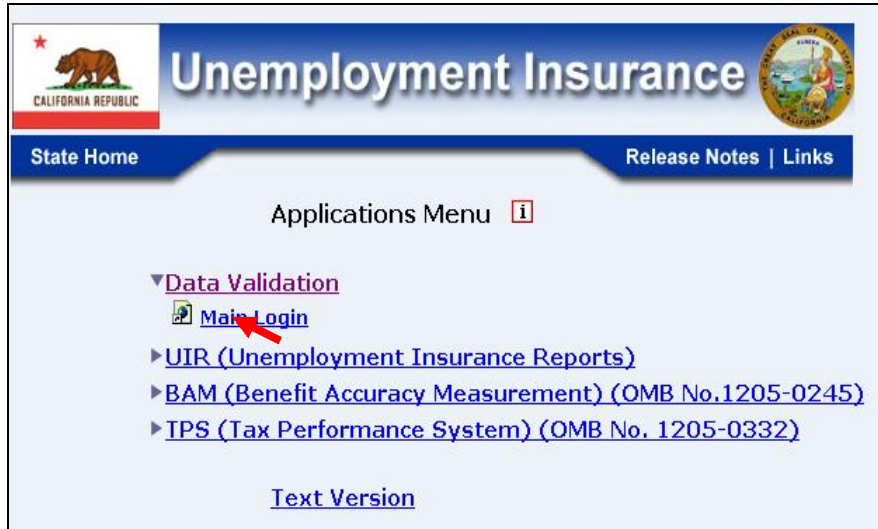 CALIFORNIA REPUBLIC
Unemployment Insurance
State Home
Release Notes | Links
Applications Menu i
Data Validation
Main Login
UIR (Unemployment Insurance Reports)
BAM (Benefit Accuracy Measurement) (OMB No.1205-0245)
TPS (Tax Performance System) (OMB No. 1205-0332)
Text Version